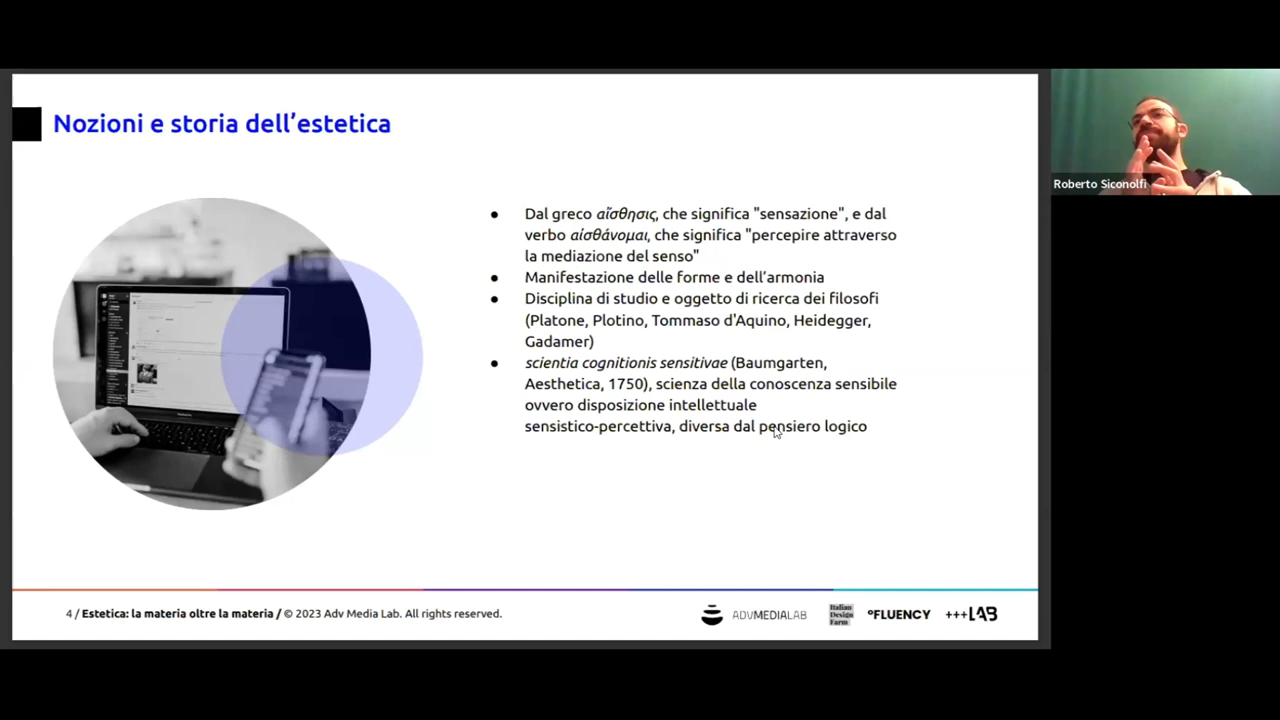 Nozioni e storia dell’estetica
● Dal greco αἴσθησις, che significa "sensazione", e dal
verbo αἰσθάνομαι, che significa "percepire attraverso
la mediazione del senso"
● Manifestazione delle forme e dell’armonia
● Disciplina di studio e oggetto di ricerca dei filosofi
(Platone, Plotino, Tommaso d'Aquino, Heidegger,
Gadamer)
● scientia cognitionis sensitivae (Baumgarten,
Aesthetica, 1750), scienza della conoscenza sensibile
ovvero disposizione intellettuale
sensistico-percettiva, diversa dal pensiero logico
Roberto Siconolfi
4 / Estetica: la materia oltre la materia / © 2023 Adv Media Lab. All rights reserved.
ADVMEDIALAB
Italian
Design
Farm
°FLUENCY
+++LAB